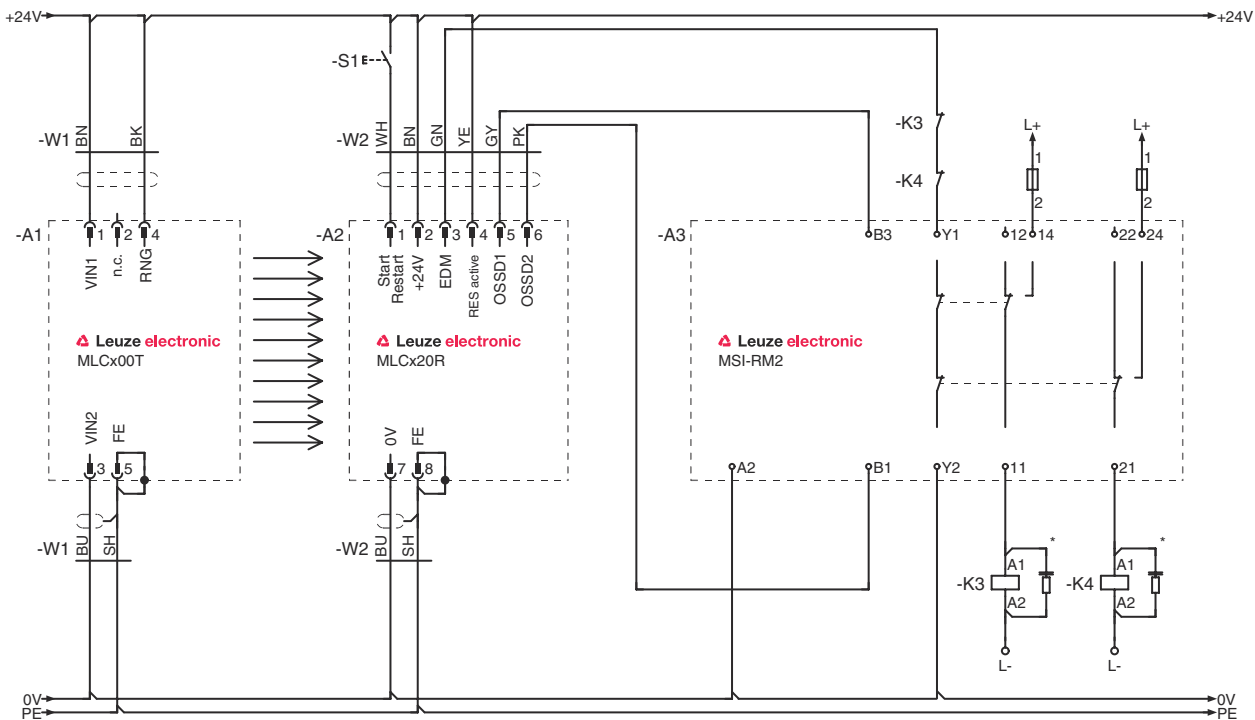 +24V +24V
-S1
-W1 BN BK
-W2 WH BN GN YE GY PK
-K3
-K4
L+ L+
1 1
2 2
-A1 1 2 4
-A2 1 2 3 4 5 6
-A3 B3 Y1 12 14 22 24
VIN1
n.c.
RNG
Start
Restart
+24V
EDM
RES active
OSSD1
OSSD2
Leuze electronic
MLCx00T
Leuze electronic
MLCx20R
Leuze electronic
MSI-RM2
VIN2
FE
0V
FE
3 5
7 8
A2 B1 Y2 11 21
-W1 BU SH
-W2 BU SH
* *
-K3 A1
A2
-K4 A1
A2
L- L-
0V 0V
PE PE